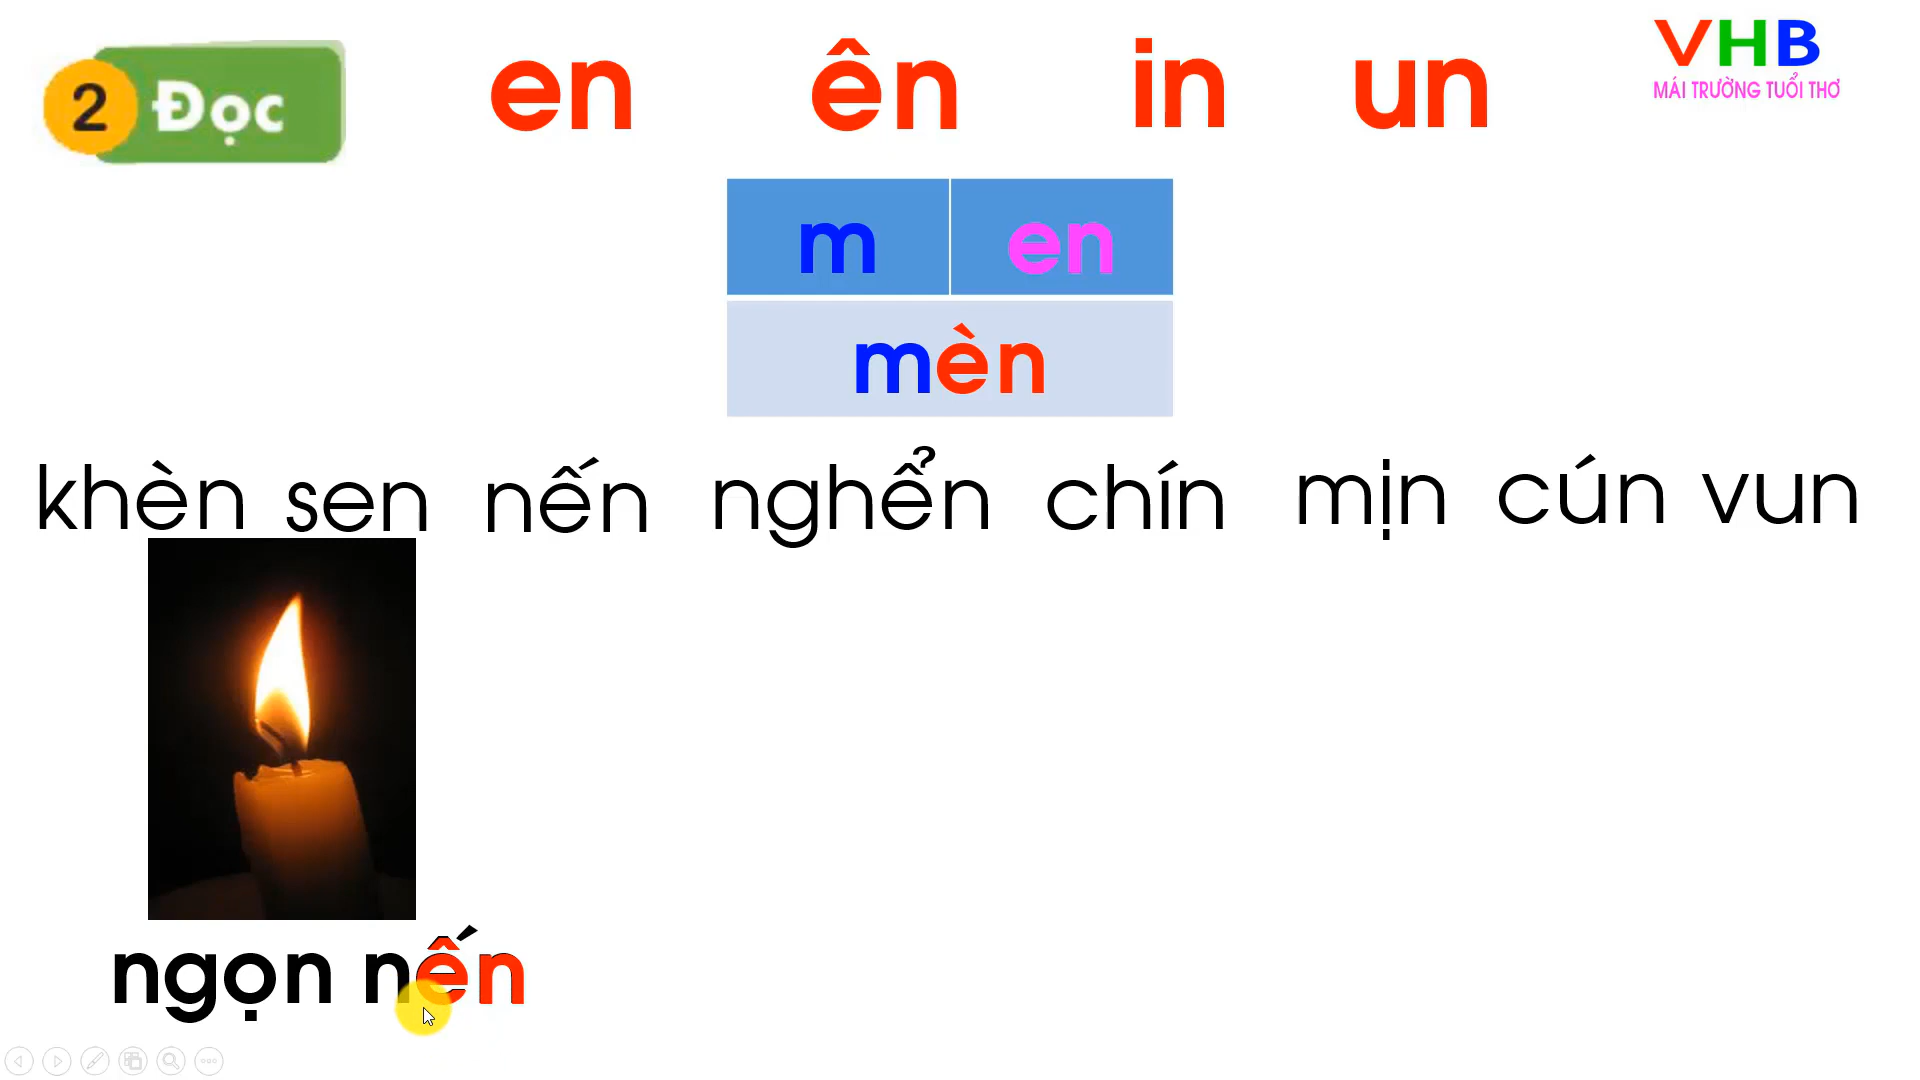 2 Đọc en ên in un VHB
MÁI TRƯỜNG TUỔI THƠ
m en
mèn
khèn sen nến nghển chín mịn cún vun
ngọn nến